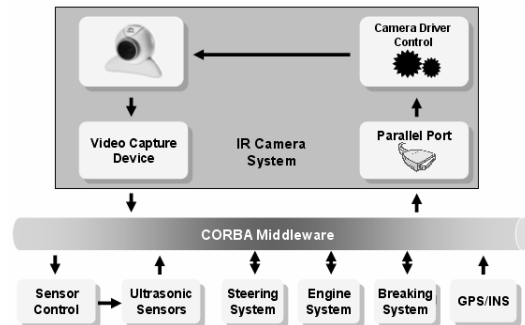 Camera Driver
Control
Video Capture
Device
IR Camera
System
Parallel Port
CORBA Middleware
Sensor
Control
Ultrasonic
Sensors
Steering
System
Engine
System
Breaking
System
GPS/INS